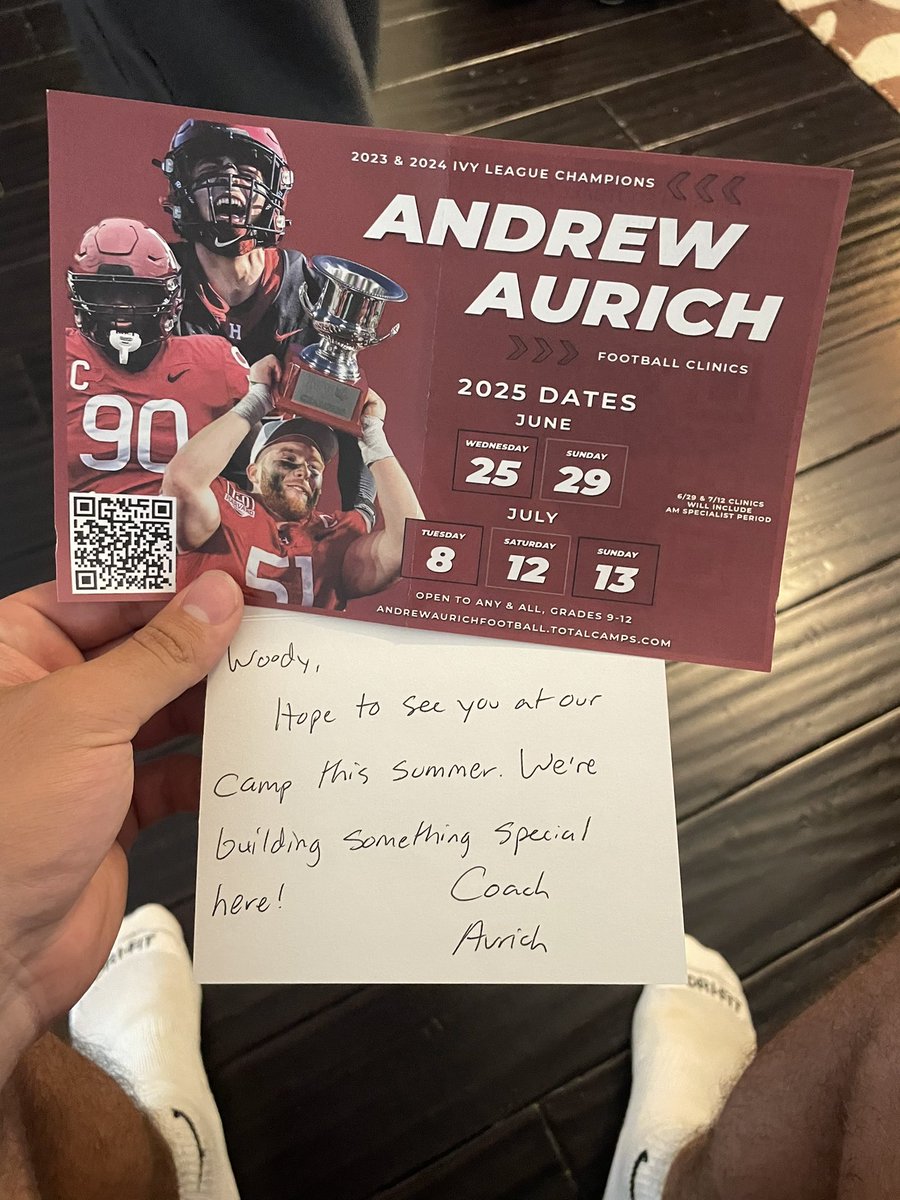 2023 & 2024 IVY LEAGUE CHAMPIONS
ANDREW
AURICH
FOOTBALL CLINICS
2025 DATES
JUNE
WEDNESDAY
25
SUNDAY
29
6/29 & 7/12 CLINICS
WILL INCLUDE
AM SPECIALIST PERIOD
JULY
TUESDAY
8
SATURDAY
12
SUNDAY
13
OPEN TO ANY & ALL, GRADES 9-12
ANDREWAURICHFOOTBALL.TOTALCAMPS.COM
H
C
90
51
Woody,
Hope to see you at our
camp this summer. We're
building something special
here!
Coach
Aurich
DRI-FIT